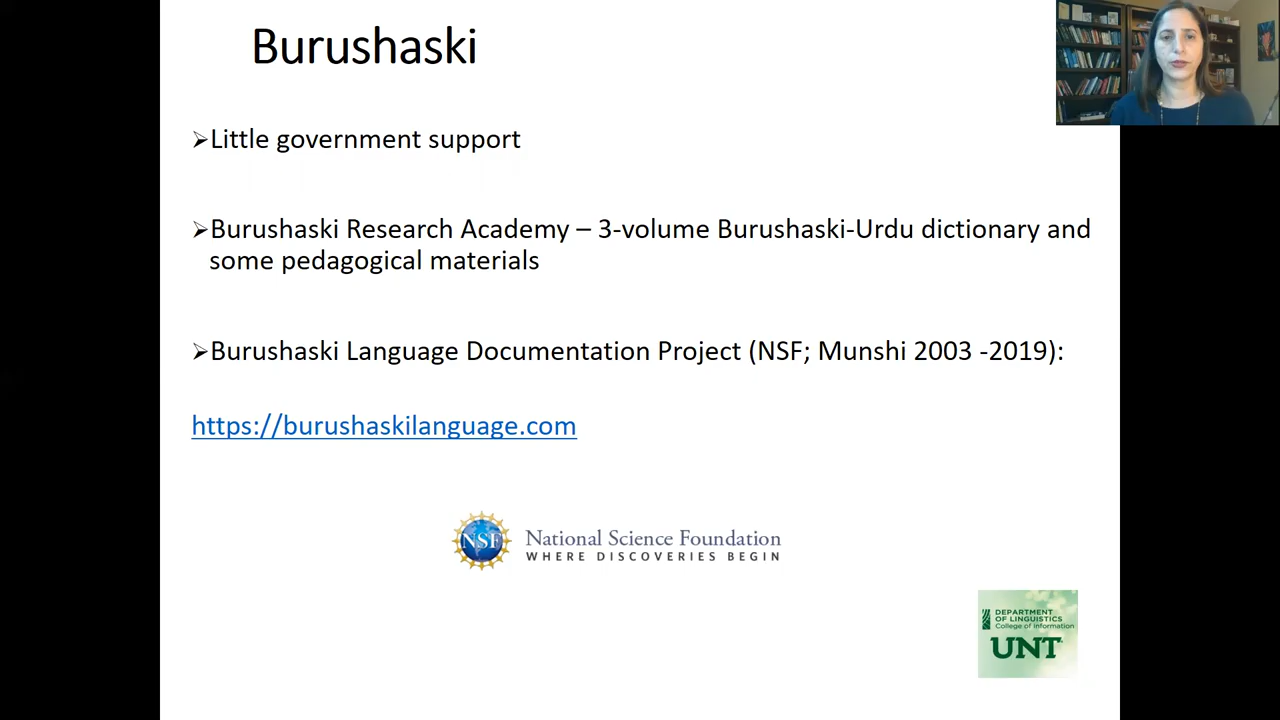 Burushaski
➢Little government support
➢Burushaski Research Academy – 3-volume Burushaski-Urdu dictionary and
some pedagogical materials
➢Burushaski Language Documentation Project (NSF; Munshi 2003 -2019):
https://burushaskilanguage.com
NSF
National Science Foundation
WHERE DISCOVERIES BEGIN
DEPARTMENT
OF LINGUISTICS
College of Information
UNT